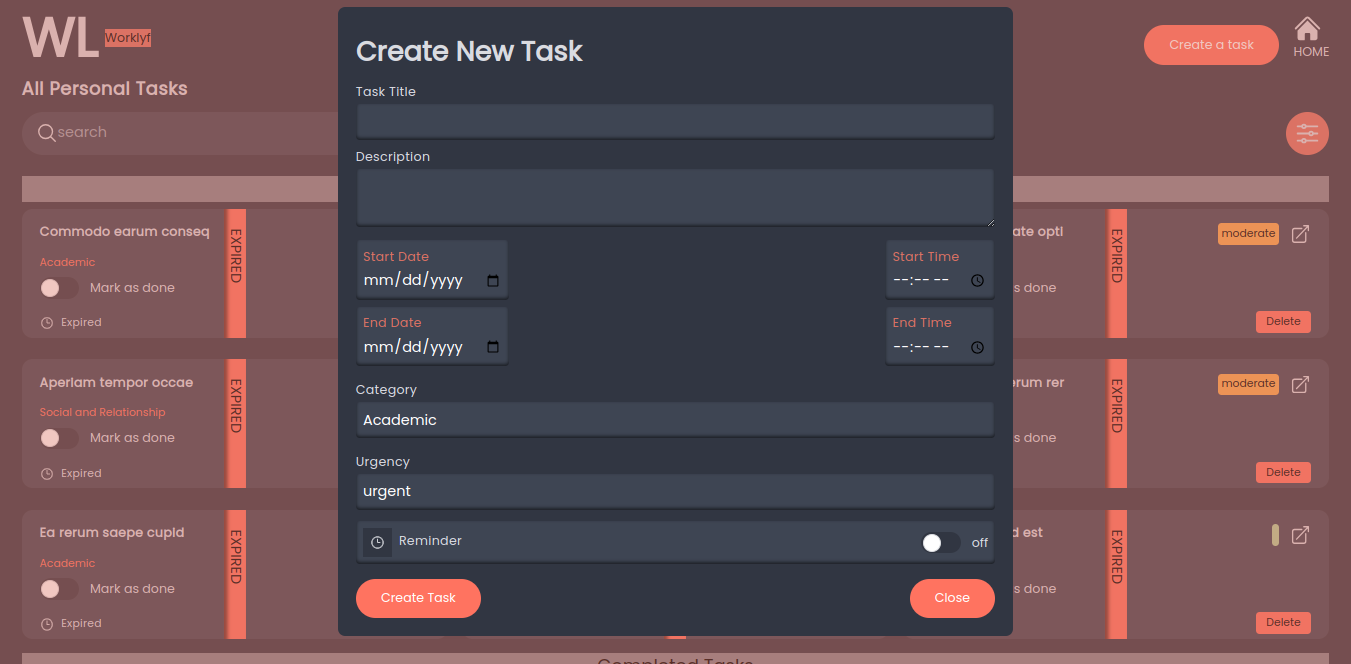 WL Worklyf
Create a task
HOME
All Personal Tasks
search
Create New Task
Task Title
Description
Start Date
mm/dd/yyyy
Start Time
--:-- --
End Date
mm/dd/yyyy
End Time
--:-- --
Category
Academic
Urgency
urgent
Reminder
off
Create Task
Close
Commodo earum conseq
Academic
Mark as done
Expired
EXPIRED
ate opti
moderate
s done
EXPIRED
Delete
Aperiam tempor occae
Social and Relationship
Mark as done
Expired
EXPIRED
erum rer
moderate
s done
EXPIRED
Delete
Ea rerum saepe cupid
Academic
Mark as done
Expired
EXPIRED
d est
s done
EXPIRED
Delete
Completed Tasks